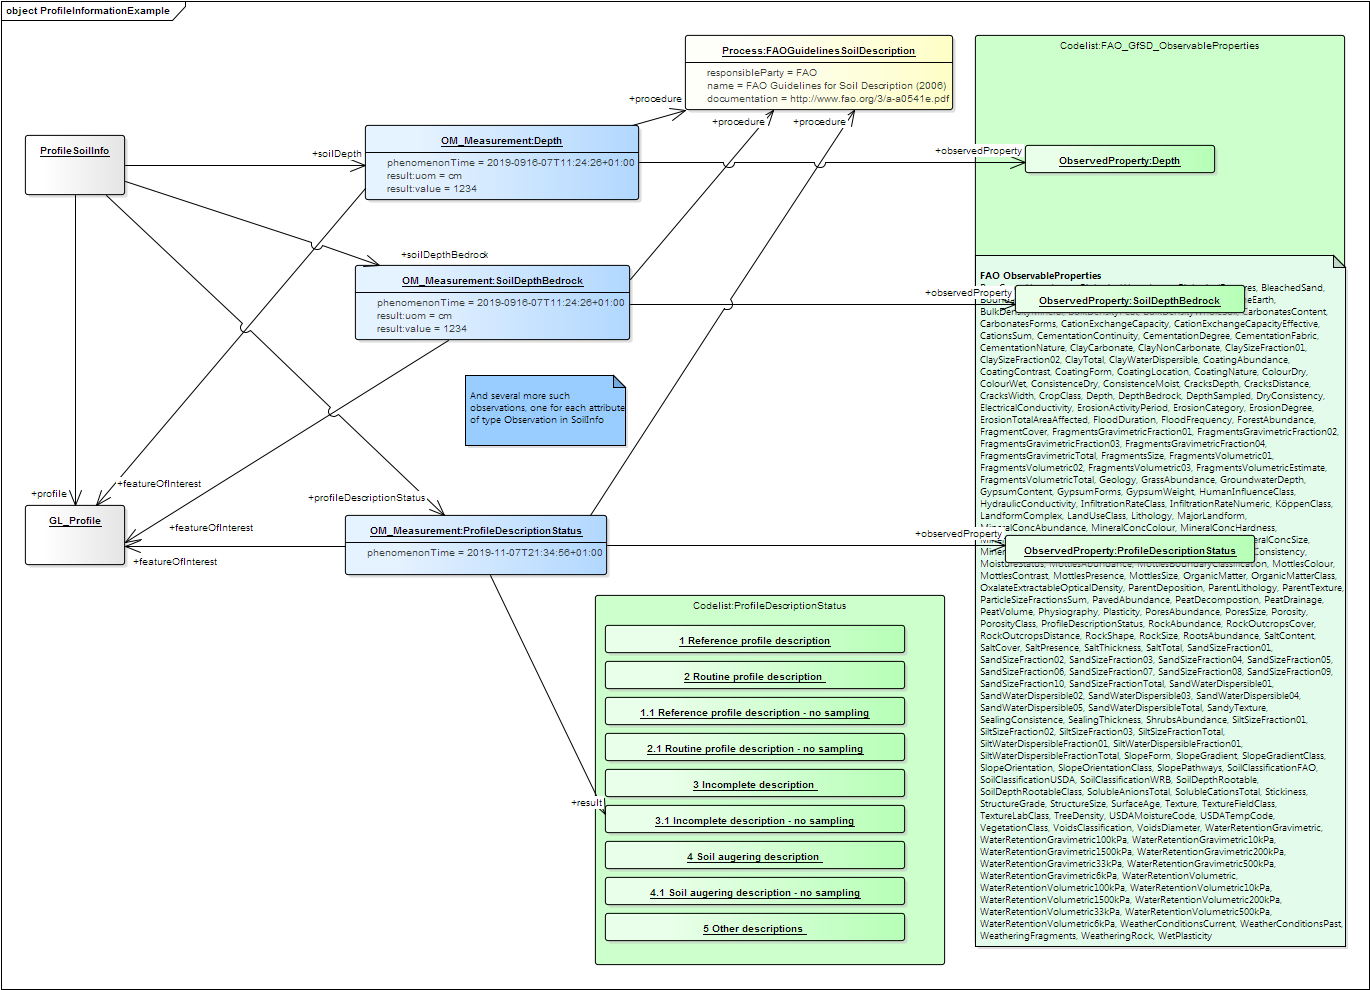 object ProfileInformationExample
Process:FAOGuidelinesSoilDescription
responsibleParty = FAO
name = FAO Guidelines for Soil Description (2006)
documentation = http://www.fao.org/3/a-a0541e.pdf
Codelist:FAO_GfSD_ObservableProperties
+procedure
+procedure
+procedure
ProfileSoilInfo
+soilDepth
OM_Measurement:Depth
phenomenonTime = 2019-0916-07T11:24:26+01:00
result:uom = cm
result:value = 1234
+observedProperty
ObservedProperty:Depth
+soilDepthBedrock
OM_Measurement:SoilDepthBedrock
phenomenonTime = 2019-0916-07T11:24:26+01:00
result:uom = cm
result:value = 1234
+observedProperty
ObservedProperty:SoilDepthBedrock
And several more such
observations, one for each attribute
of type Observation in SoilInfo
+profile
+featureOfInterest
+featureOfInterest
+featureOfInterest
GL_Profile
+profileDescriptionStatus
OM_Measurement:ProfileDescriptionStatus
phenomenonTime = 2019-11-07T21:34:56+01:00
+observedProperty
ObservedProperty:ProfileDescriptionStatus
+result
Codelist:ProfileDescriptionStatus
1 Reference profile description
2 Routine profile description
1.1 Reference profile description - no sampling
2.1 Routine profile description - no sampling
3 Incomplete description
3.1 Incomplete description - no sampling
4 Soil augering description
4.1 Soil augering description - no sampling
5 Other descriptions
FAO ObservableProperties
BleachedSand,
CarbonatesContent,
CarbonatesForms, CationExchangeCapacity, CationExchangeCapacityEffective,
CationsSum, CementationContinuity, CementationDegree, CementationFabric,
CementationNature, ClayCarbonate, ClayNonCarbonate, ClaySizeFraction01,
ClaySizeFraction02, ClayTotal, ClayWaterDispersible, CoatingAbundance,
CoatingContrast, CoatingForm, CoatingLocation, CoatingNature, ColourDry,
ColourWet, ConsistenceDry, ConsistenceMoist, CracksDepth, CracksDistance,
CracksWidth, CropClass, Depth, DepthBedrock, DepthSampled, DryConsistency,
ElectricalConductivity, ErosionActivityPeriod, ErosionCategory, ErosionDegree,
ErosionTotalAreaAffected, FloodDuration, FloodFrequency, ForestAbundance,
FragmentCover, FragmentsGravimetricFraction01, FragmentsGravimetricFraction02,
FragmentsGravimetricFraction03, FragmentsGravimetricFraction04,
FragmentsGravimetricTotal, FragmentsSize, FragmentsVolumetric01,
FragmentsVolumetric02, FragmentsVolumetric03, FragmentsVolumetricEstimate,
FragmentsVolumetricTotal, Geology, GrassAbundance, GroundwaterDepth,
GypsumContent, GypsumForms, GypsumWeight, HumanInfluenceClass,
HydraulicConductivity, InfiltrationRateClass, InfiltrationRateNumeric, KöppenClass,
LandformComplex, LandUseClass, Lithology, MajorLandform,
MineralConcAbundance, MineralConcColour, MineralConcHardness,
MoistureStatus, MottlesAbundance, MottlesBoundaryClassification, MottlesColour,
MottlesContrast, MottlesPresence, MottlesSize, OrganicMatter, OrganicMatterClass,
OxalateExtractableOpticalDensity, ParentDeposition, ParentLithology, ParentTexture,
ParticleSizeFractionsSum, PavedAbundance, PeatDecompostion, PeatDrainage,
PeatVolume, Physiography, Plasticity, PoresAbundance, PoresSize, Porosity,
PorosityClass, ProfileDescriptionStatus, RockAbundance, RockOutcropsCover,
RockOutcropsDistance, RockShape, RockSize, RootsAbundance, SaltContent,
SaltCover, SaltPresence, SaltThickness, SaltTotal, SandSizeFraction01,
SandSizeFraction02, SandSizeFraction03, SandSizeFraction04, SandSizeFraction05,
SandSizeFraction06, SandSizeFraction07, SandSizeFraction08, SandSizeFraction09,
SandSizeFraction10, SandSizeFractionTotal, SandWaterDispersible01,
SandWaterDispersible02, SandWaterDispersible03, SandWaterDispersible04,
SandWaterDispersible05, SandWaterDispersibleTotal, SandyTexture,
SealingConsistence, SealingThickness, ShrubsAbundance, SiltSizeFraction01,
SiltSizeFraction02, SiltSizeFraction03, SiltSizeFractionTotal,
SiltWaterDispersibleFraction01, SiltWaterDispersibleFraction01,
SiltWaterDispersibleFractionTotal, SlopeForm, SlopeGradient, SlopeGradientClass,
SlopeOrientation, SlopeOrientationClass, SlopePathways, SoilClassificationFAO,
SoilClassificationUSDA, SoilClassificationWRB, SoilDepthRootable,
SoilDepthRootableClass, SolubleAnionsTotal, SolubleCationsTotal, Stickiness,
StructureGrade, StructureSize, SurfaceAge, Texture, TextureFieldClass,
TextureLabClass, TreeDensity, USDAMoistureCode, USDATempCode,
VegetationClass, VoidsClassification, VoidsDiameter, WaterRetentionGravimetric,
WaterRetentionGravimetric100kPa, WaterRetentionGravimetric10kPa,
WaterRetentionGravimetric1500kPa, WaterRetentionGravimetric200kPa,
WaterRetentionGravimetric33kPa, WaterRetentionGravimetric500kPa,
WaterRetentionGravimetric6kPa, WaterRetentionVolumetric,
WaterRetentionVolumetric100kPa, WaterRetentionVolumetric10kPa,
WaterRetentionVolumetric1500kPa, WaterRetentionVolumetric200kPa,
WaterRetentionVolumetric33kPa, WaterRetentionVolumetric500kPa,
WaterRetentionVolumetric6kPa, WeatherConditionsCurrent, WeatherConditionsPast,
WeatheringFragments, WeatheringRock, WetPlasticity